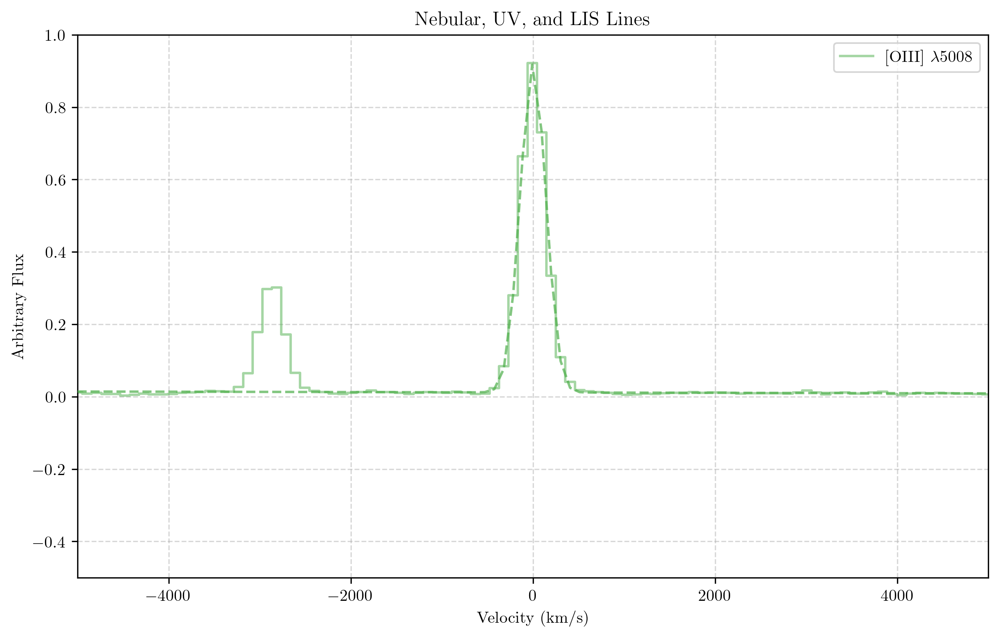 Nebular, UV, and LIS Lines
1.0
[OIII] λ5008
0.8
0.6
0.4
0.2
0.0
−0.2
−0.4
Arbitrary Flux
−4000 −2000 0 2000 4000
Velocity (km/s)